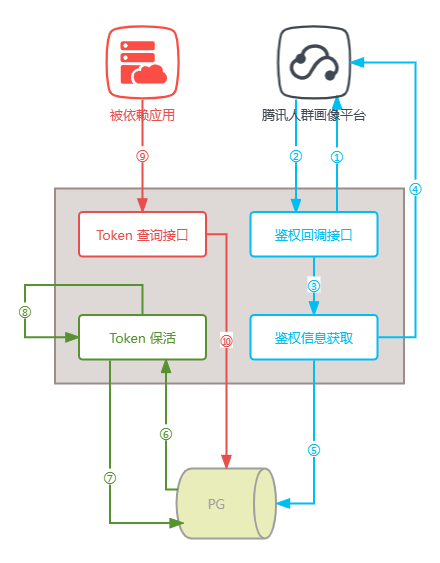 被依赖应用
腾讯人群画像平台
⑨
②
①
④
Token 查询接口
鉴权回调接口
③
⑧
Token 保活
⑩
鉴权信息获取
⑥
⑤
⑦
PG